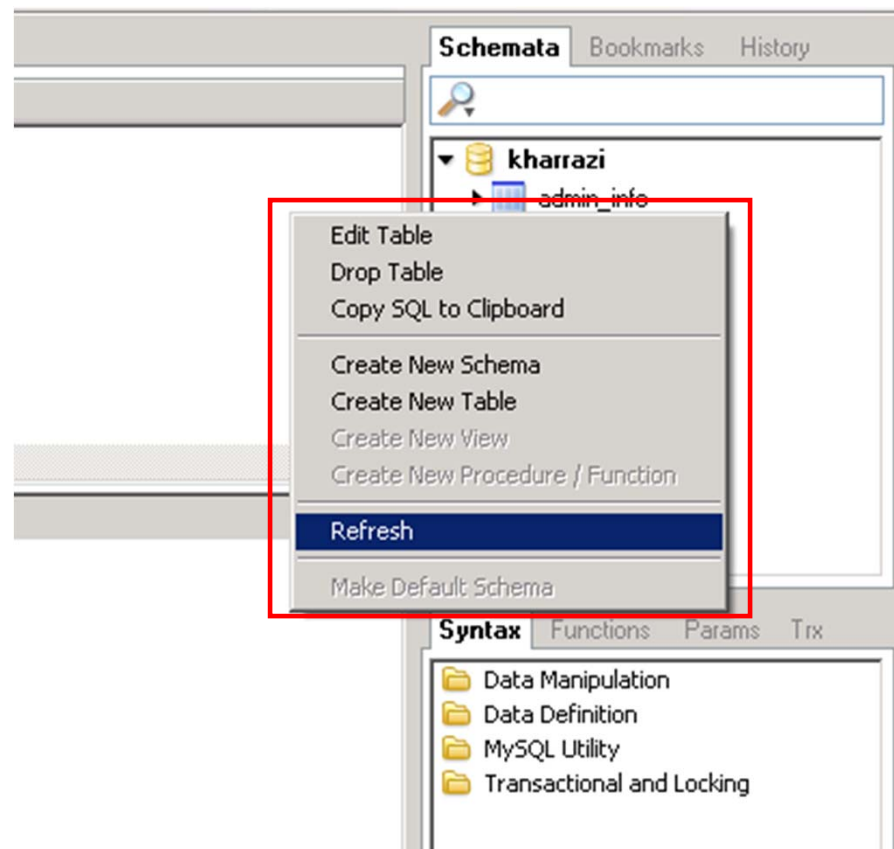 Schemata Bookmarks History
kharrazi
admin_info
Edit Table
Drop Table
Copy SQL to Clipboard
Create New Schema
Create New Table
Create New View
Create New Procedure / Function
Refresh
Make Default Schema
Syntax Functions Params Trx
Data Manipulation
Data Definition
MySQL Utility
Transactional and Locking